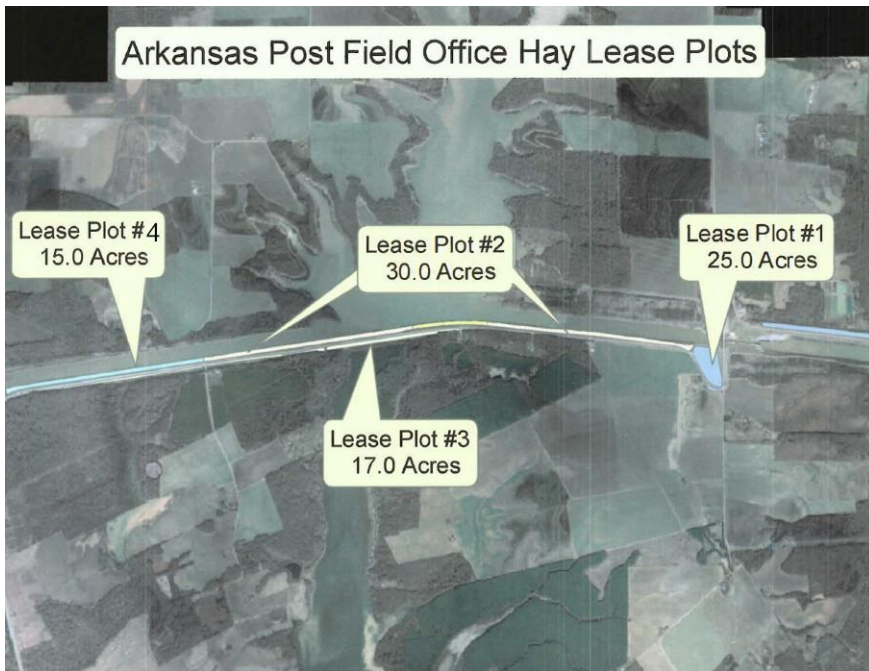 Arkansas Post Field Office Hay Lease Plots
Lease Plot #4
15.0 Acres
Lease Plot #2
30.0 Acres
Lease Plot #1
25.0 Acres
Lease Plot #3
17.0 Acres